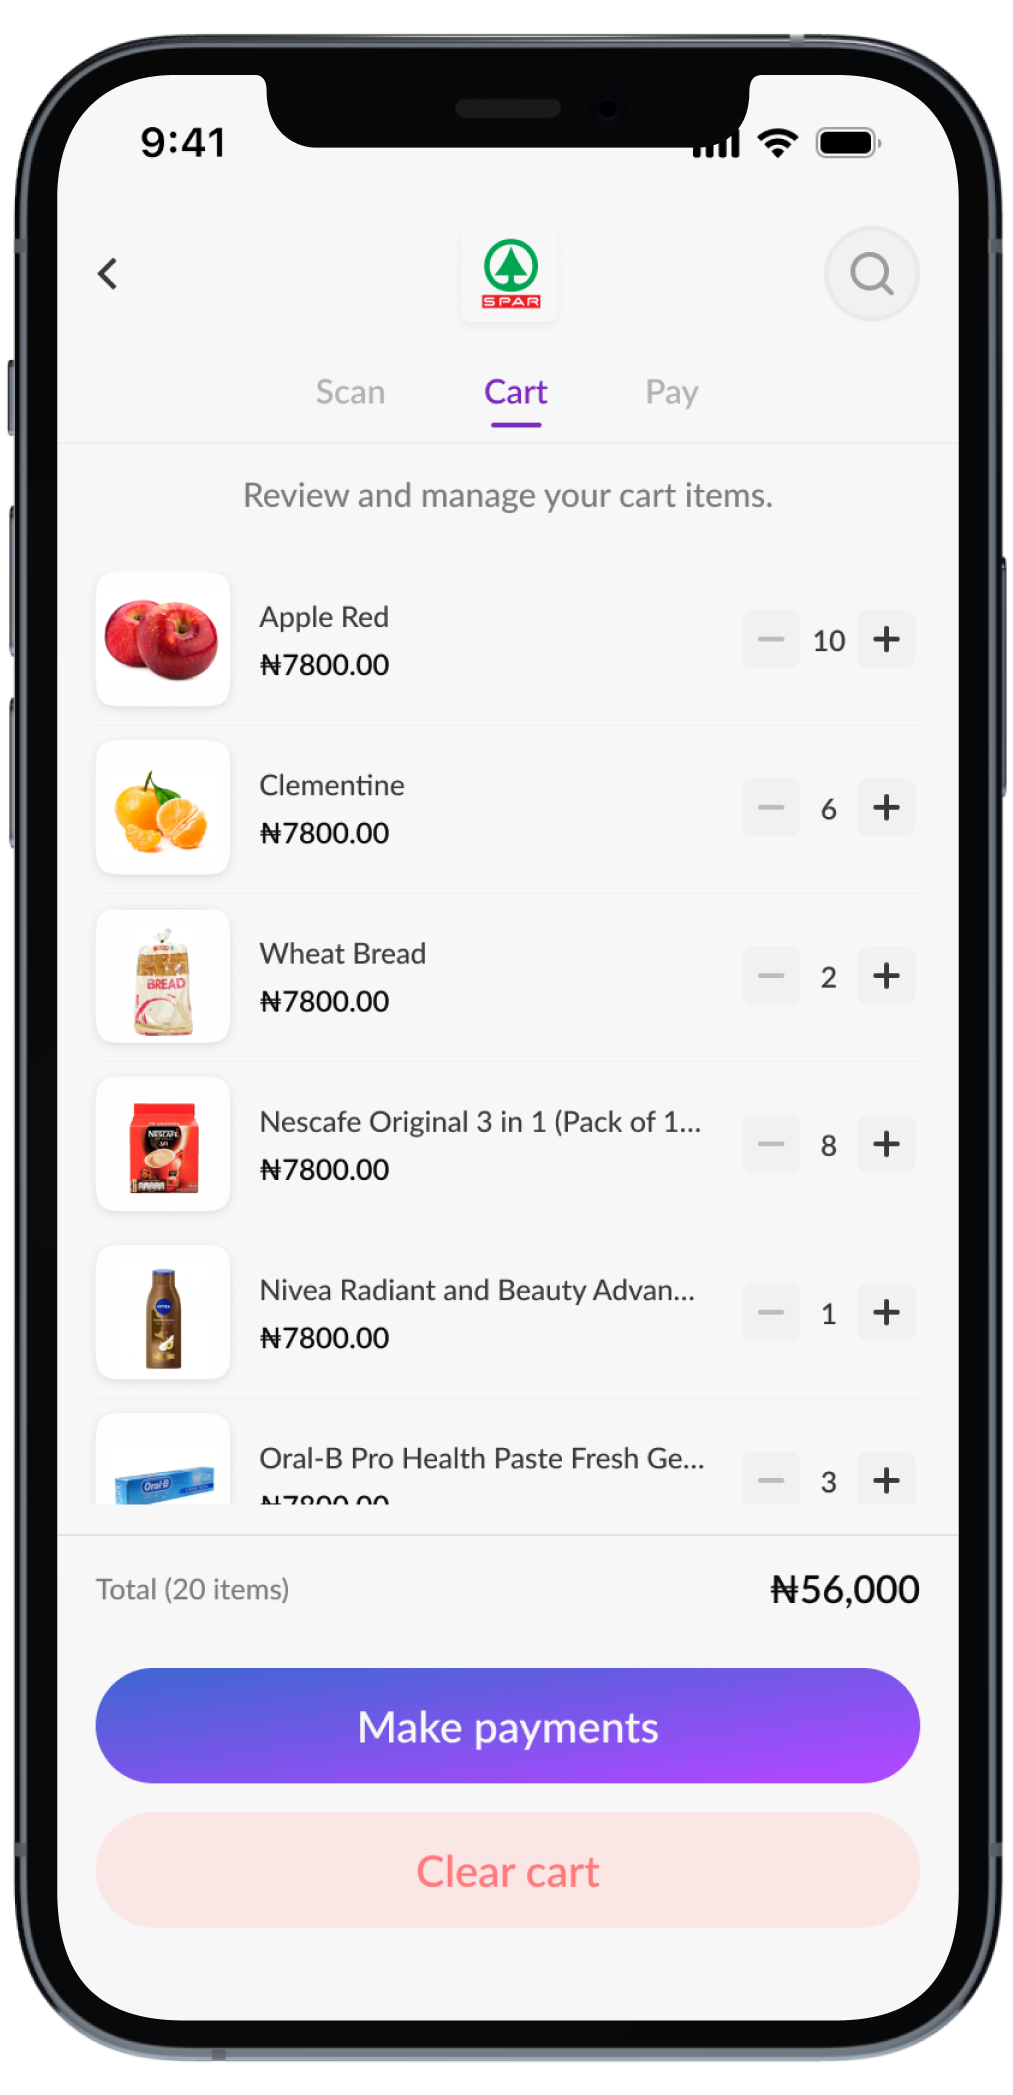 9:41
SPAR
Scan Cart Pay
Review and manage your cart items.
Apple Red
₦7800.00
10
Clementine
₦7800.00
6
BREAD
Wheat Bread
₦7800.00
2
NESCAFÉ
3in1
Nescafe Original 3 in 1 (Pack of 1...
₦7800.00
8
NIVEA
Nivea Radiant and Beauty Advan...
₦7800.00
1
Oral-B
Oral-B Pro Health Paste Fresh Ge...
₦7800.00
3
Total (20 items) ₦56,000
Make payments
Clear cart